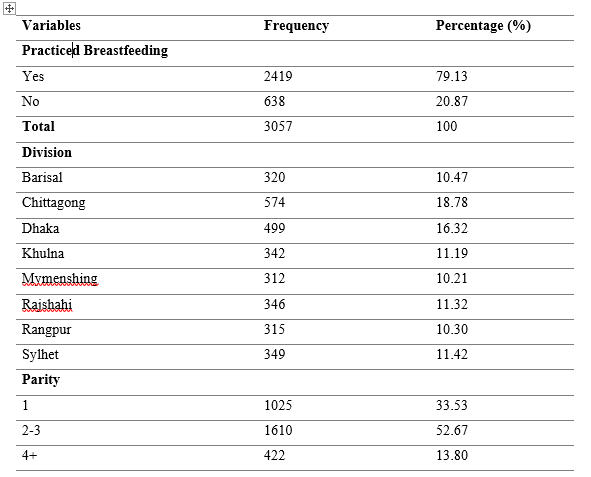 Variables Frequency Percentage (%)
Practiced Breastfeeding
Yes 2419 79.13
No 638 20.87
Total 3057 100
Division
Barisal 320 10.47
Chittagong 574 18.78
Dhaka 499 16.32
Khulna 342 11.19
Mymenshing 312 10.21
Rajshahi 346 11.32
Rangpur 315 10.30
Sylhet 349 11.42
Parity
1 1025 33.53
2-3 1610 52.67
4+ 422 13.80